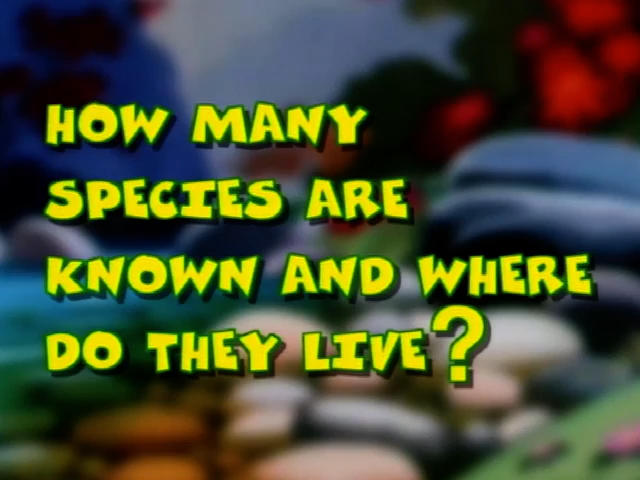 HOW MANY
SPECIES ARE
KNOWN AND WHERE
DO THEY LIVE?